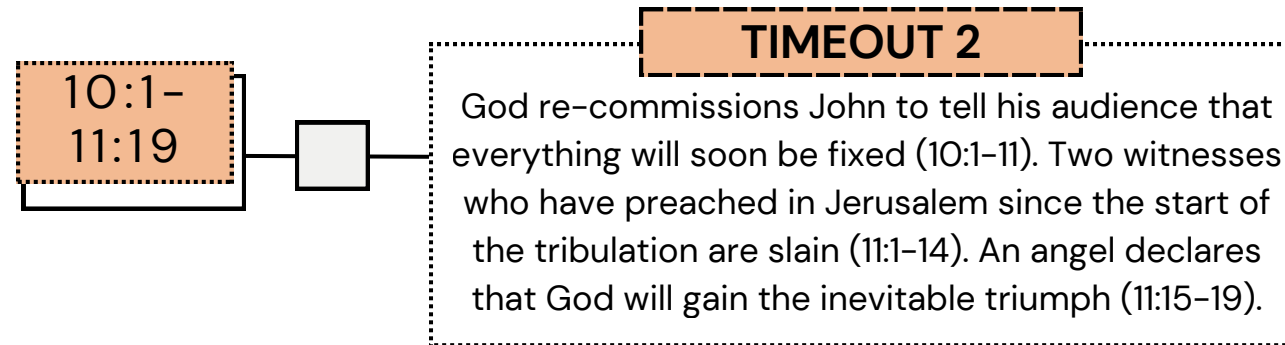 10:1-
11:19
TIMEOUT 2
God re-commissions John to tell his audience that
everything will soon be fixed (10:1-11). Two witnesses
who have preached in Jerusalem since the start of
the tribulation are slain (11:1-14). An angel declares
that God will gain the inevitable triumph (11:15-19).